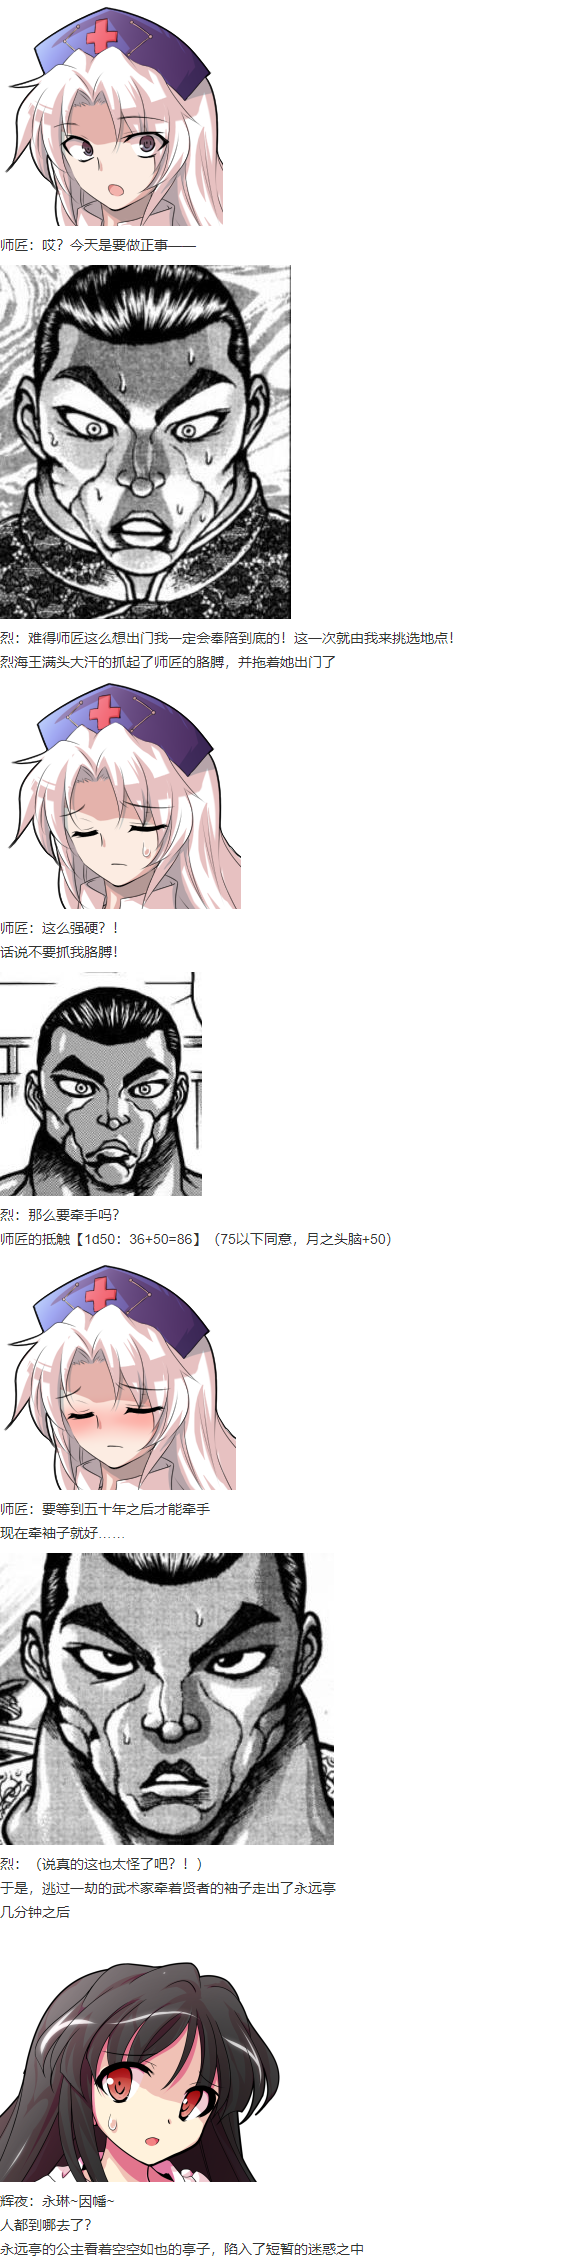 师匠：哎？今天是要做正事——
烈：难得师匠这么想出门我一定会奉陪到底的！这一次就由我来挑选地点！
烈海王满头大汗的抓起了师匠的胳膊，并拖着她出门了
师匠：这么强硬？！
话说不要抓我胳膊！
烈：那么要牵手吗？
师匠的抵触【1d50：36+50=86】（75以下同意，月之头脑+50）
师匠：要等到五十年之后才能牵手
现在牵袖子就好……
烈：（说真的这也太怪了吧？！）
于是，逃过一劫的武术家牵着贤者的袖子走出了永远亭
几分钟之后
辉夜：永琳~因幡~
人都到哪去了？
永远亭的公主看着空空如也的亭子，陷入了短暂的迷惑之中